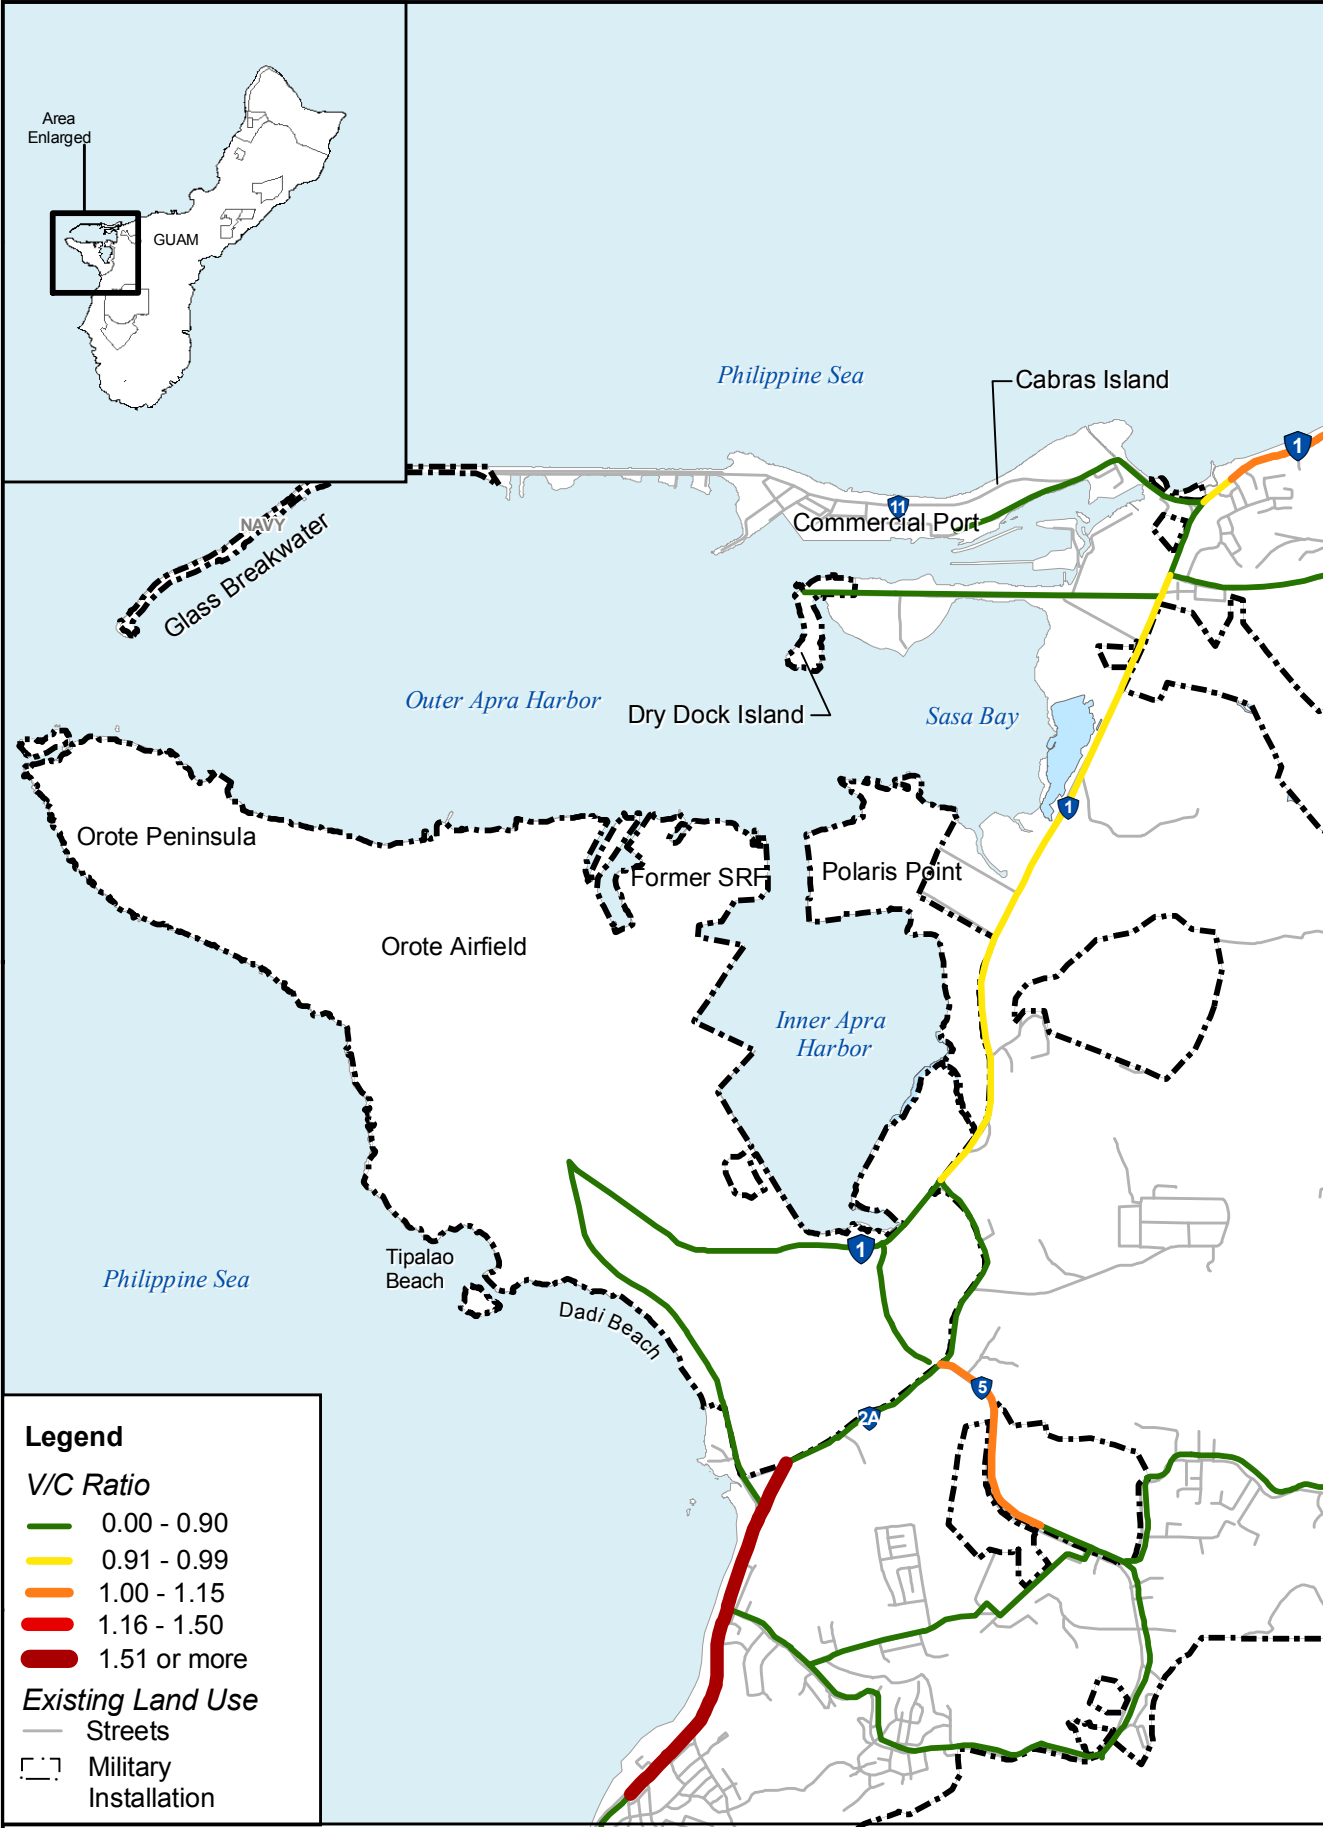 Area
Enlarged
GUAM
Philippine Sea
Cabras Island
1
11
Commercial Port
NAVY
Glass Breakwater
Outer Apra Harbor
Dry Dock Island
Sasa Bay
1
Orote Peninsula
Former SRF
Polaris Point
Orote Airfield
Inner Apra
Harbor
1
Tipalao
Beach
Philippine Sea
Dadi Beach
5
2A
Legend
V/C Ratio
0.00 - 0.90
0.91 - 0.99
1.00 - 1.15
1.16 - 1.50
1.51 or more
Existing Land Use
Streets
Military
Installation